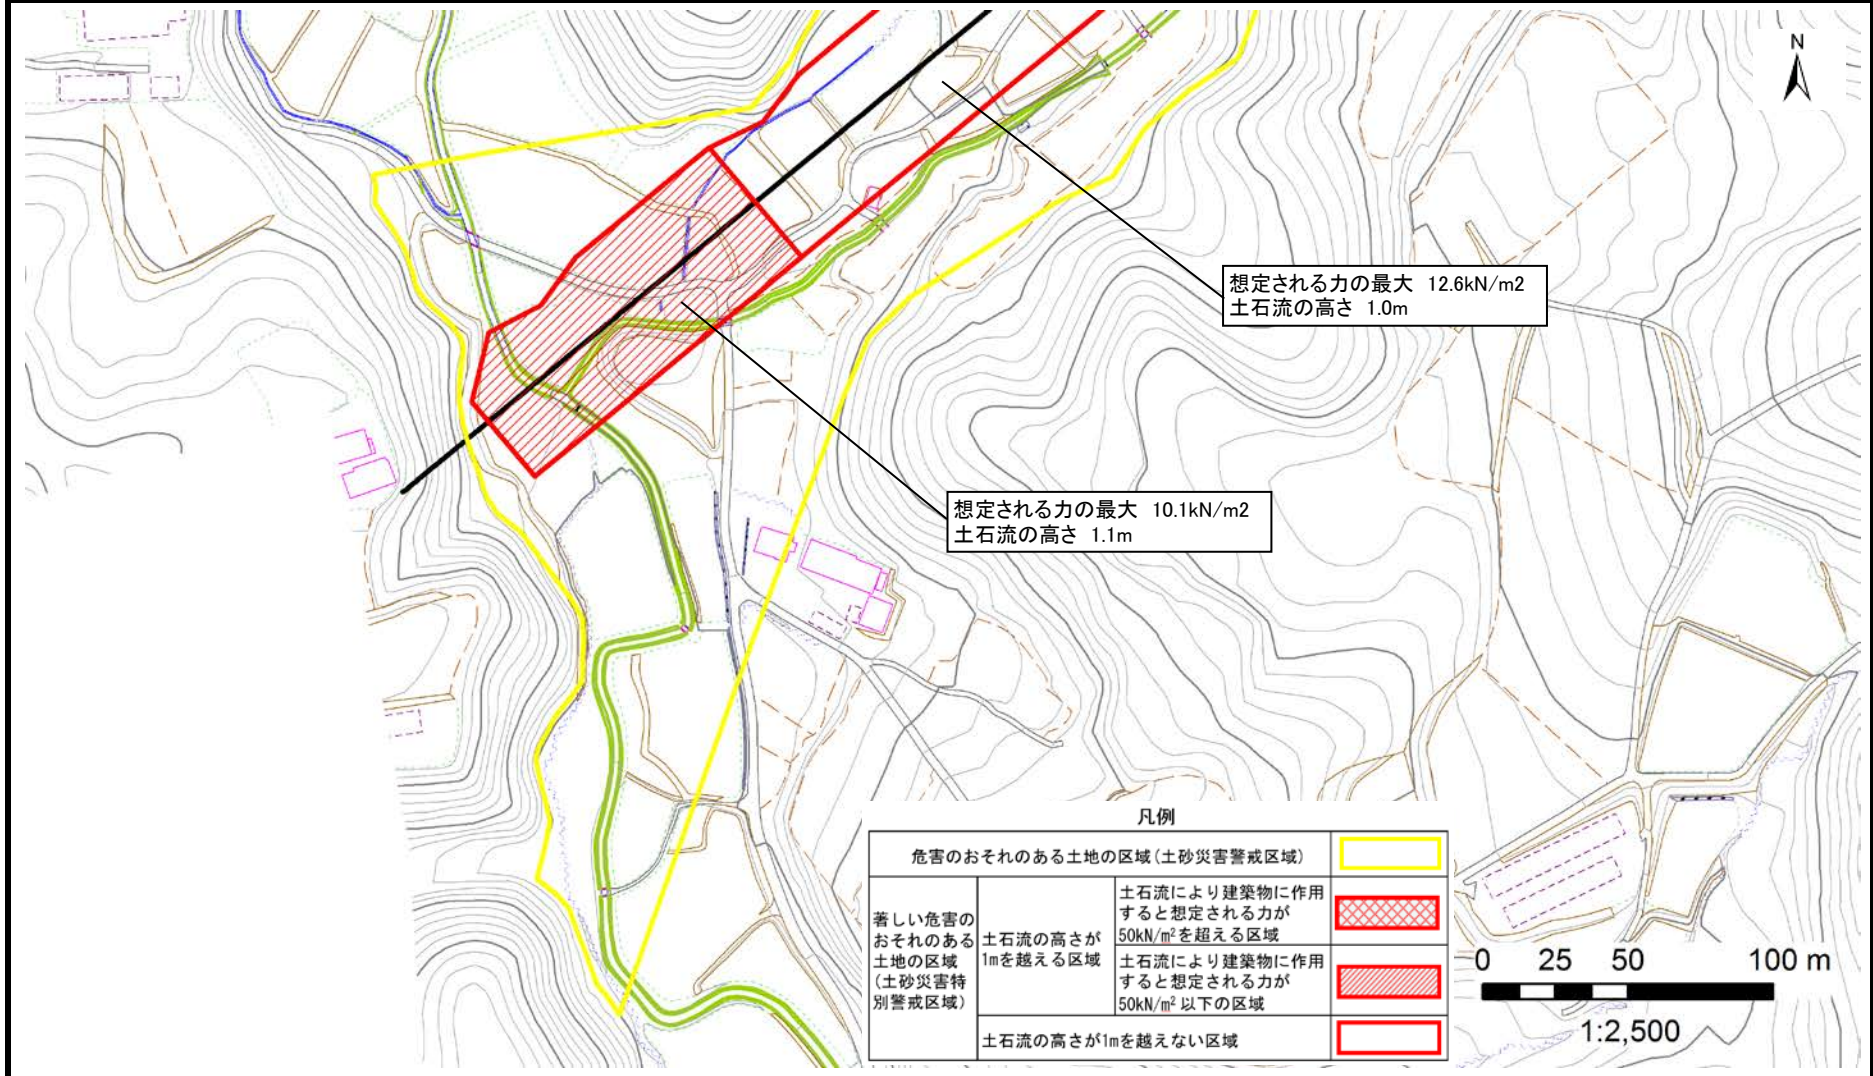 N
想定される力の最大 12.6kN/m2
土石流の高さ 1.0m
想定される力の最大 10.1kN/m2
土石流の高さ 1.1m
凡例
危害のおそれのある土地の区域(土砂災害警戒区域)
著しい危害の
おそれのある
土地の区域
(土砂災害特
別警戒区域)
土石流の高さが
1mを越える区域
土石流により建築物に作用
すると想定される力が
50kN/㎡を超える区域
土石流により建築物に作用
すると想定される力が
50kN/㎡以下の区域
土石流の高さが1mを越えない区域
0 25 50 100 m
1:2,500